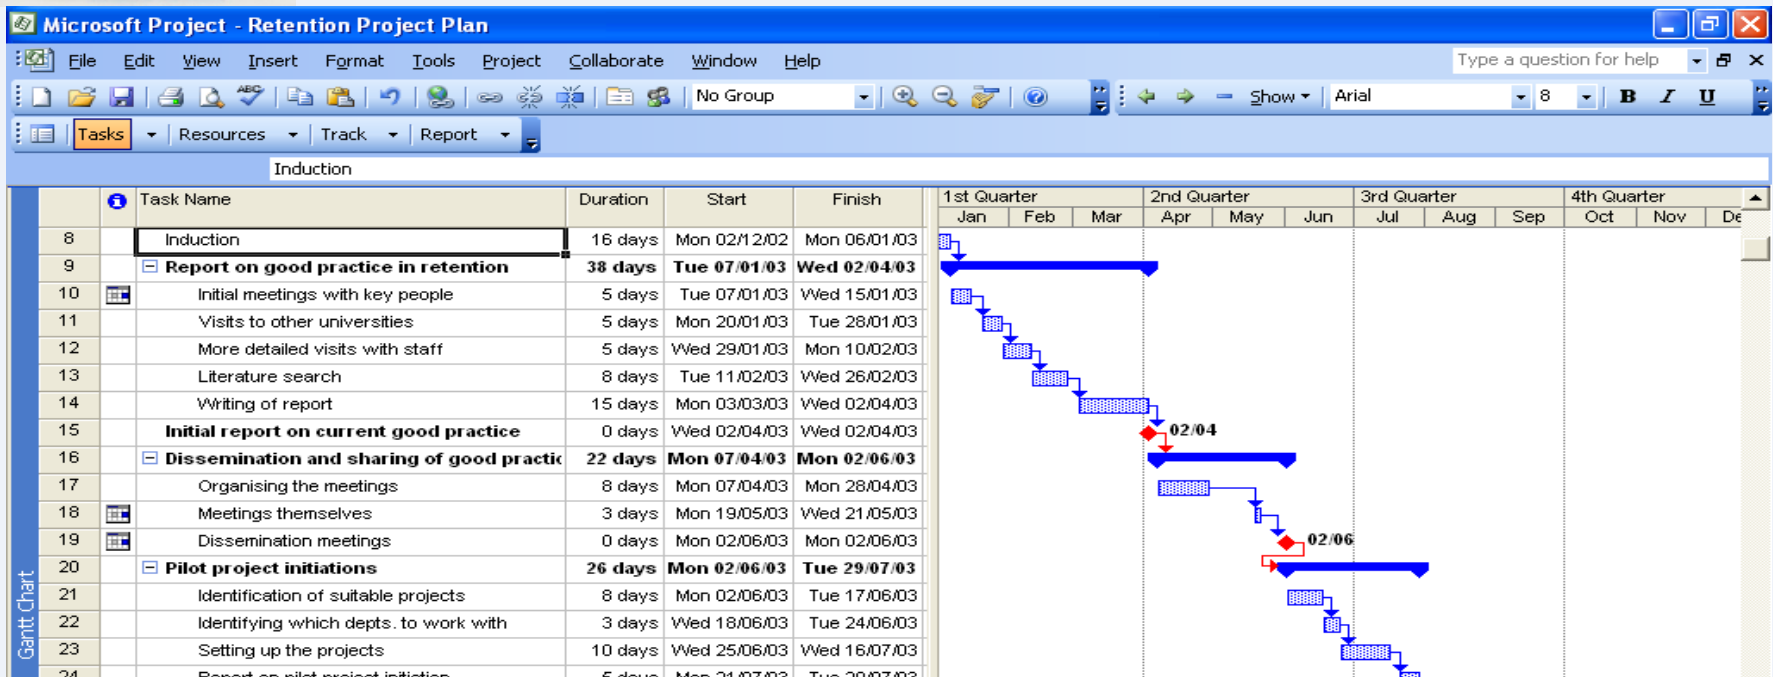 Microsoft Project - Retention Project Plan
File Edit View Insert Format Tools Project Collaborate Window Help Type a question for help
ABC No Group Show Arial 8 B I U
Tasks Resources Track Report
Induction
Task Name Duration Start Finish 1st Quarter 2nd Quarter 3rd Quarter 4th Quarter
Jan Feb Mar Apr May Jun Jul Aug Sep Oct Nov De
8 Induction 16 days Mon 02/12/02 Mon 06/01/03
9 Report on good practice in retention 38 days Tue 07/01/03 Wed 02/04/03
10 Initial meetings with key people 5 days Tue 07/01/03 Wed 15/01/03
11 Visits to other universities 5 days Mon 20/01/03 Tue 28/01/03
12 More detailed visits with staff 5 days Wed 29/01/03 Mon 10/02/03
13 Literature search 8 days Tue 11/02/03 Wed 26/02/03
14 Writing of report 15 days Mon 03/03/03 Wed 02/04/03
15 Initial report on current good practice 0 days Wed 02/04/03 Wed 02/04/03 02/04
16 Dissemination and sharing of good practic 22 days Mon 07/04/03 Mon 02/06/03
17 Organising the meetings 8 days Mon 07/04/03 Mon 28/04/03
18 Meetings themselves 3 days Mon 19/05/03 Wed 21/05/03
19 Dissemination meetings 0 days Mon 02/06/03 Mon 02/06/03 02/06
20 Pilot project initiations 26 days Mon 02/06/03 Tue 29/07/03
21 Identification of suitable projects 8 days Mon 02/06/03 Tue 17/06/03
22 Identifying which depts. to work with 3 days Wed 18/06/03 Tue 24/06/03
23 Setting up the projects 10 days Wed 25/06/03 Wed 16/07/03
Gantt Chart